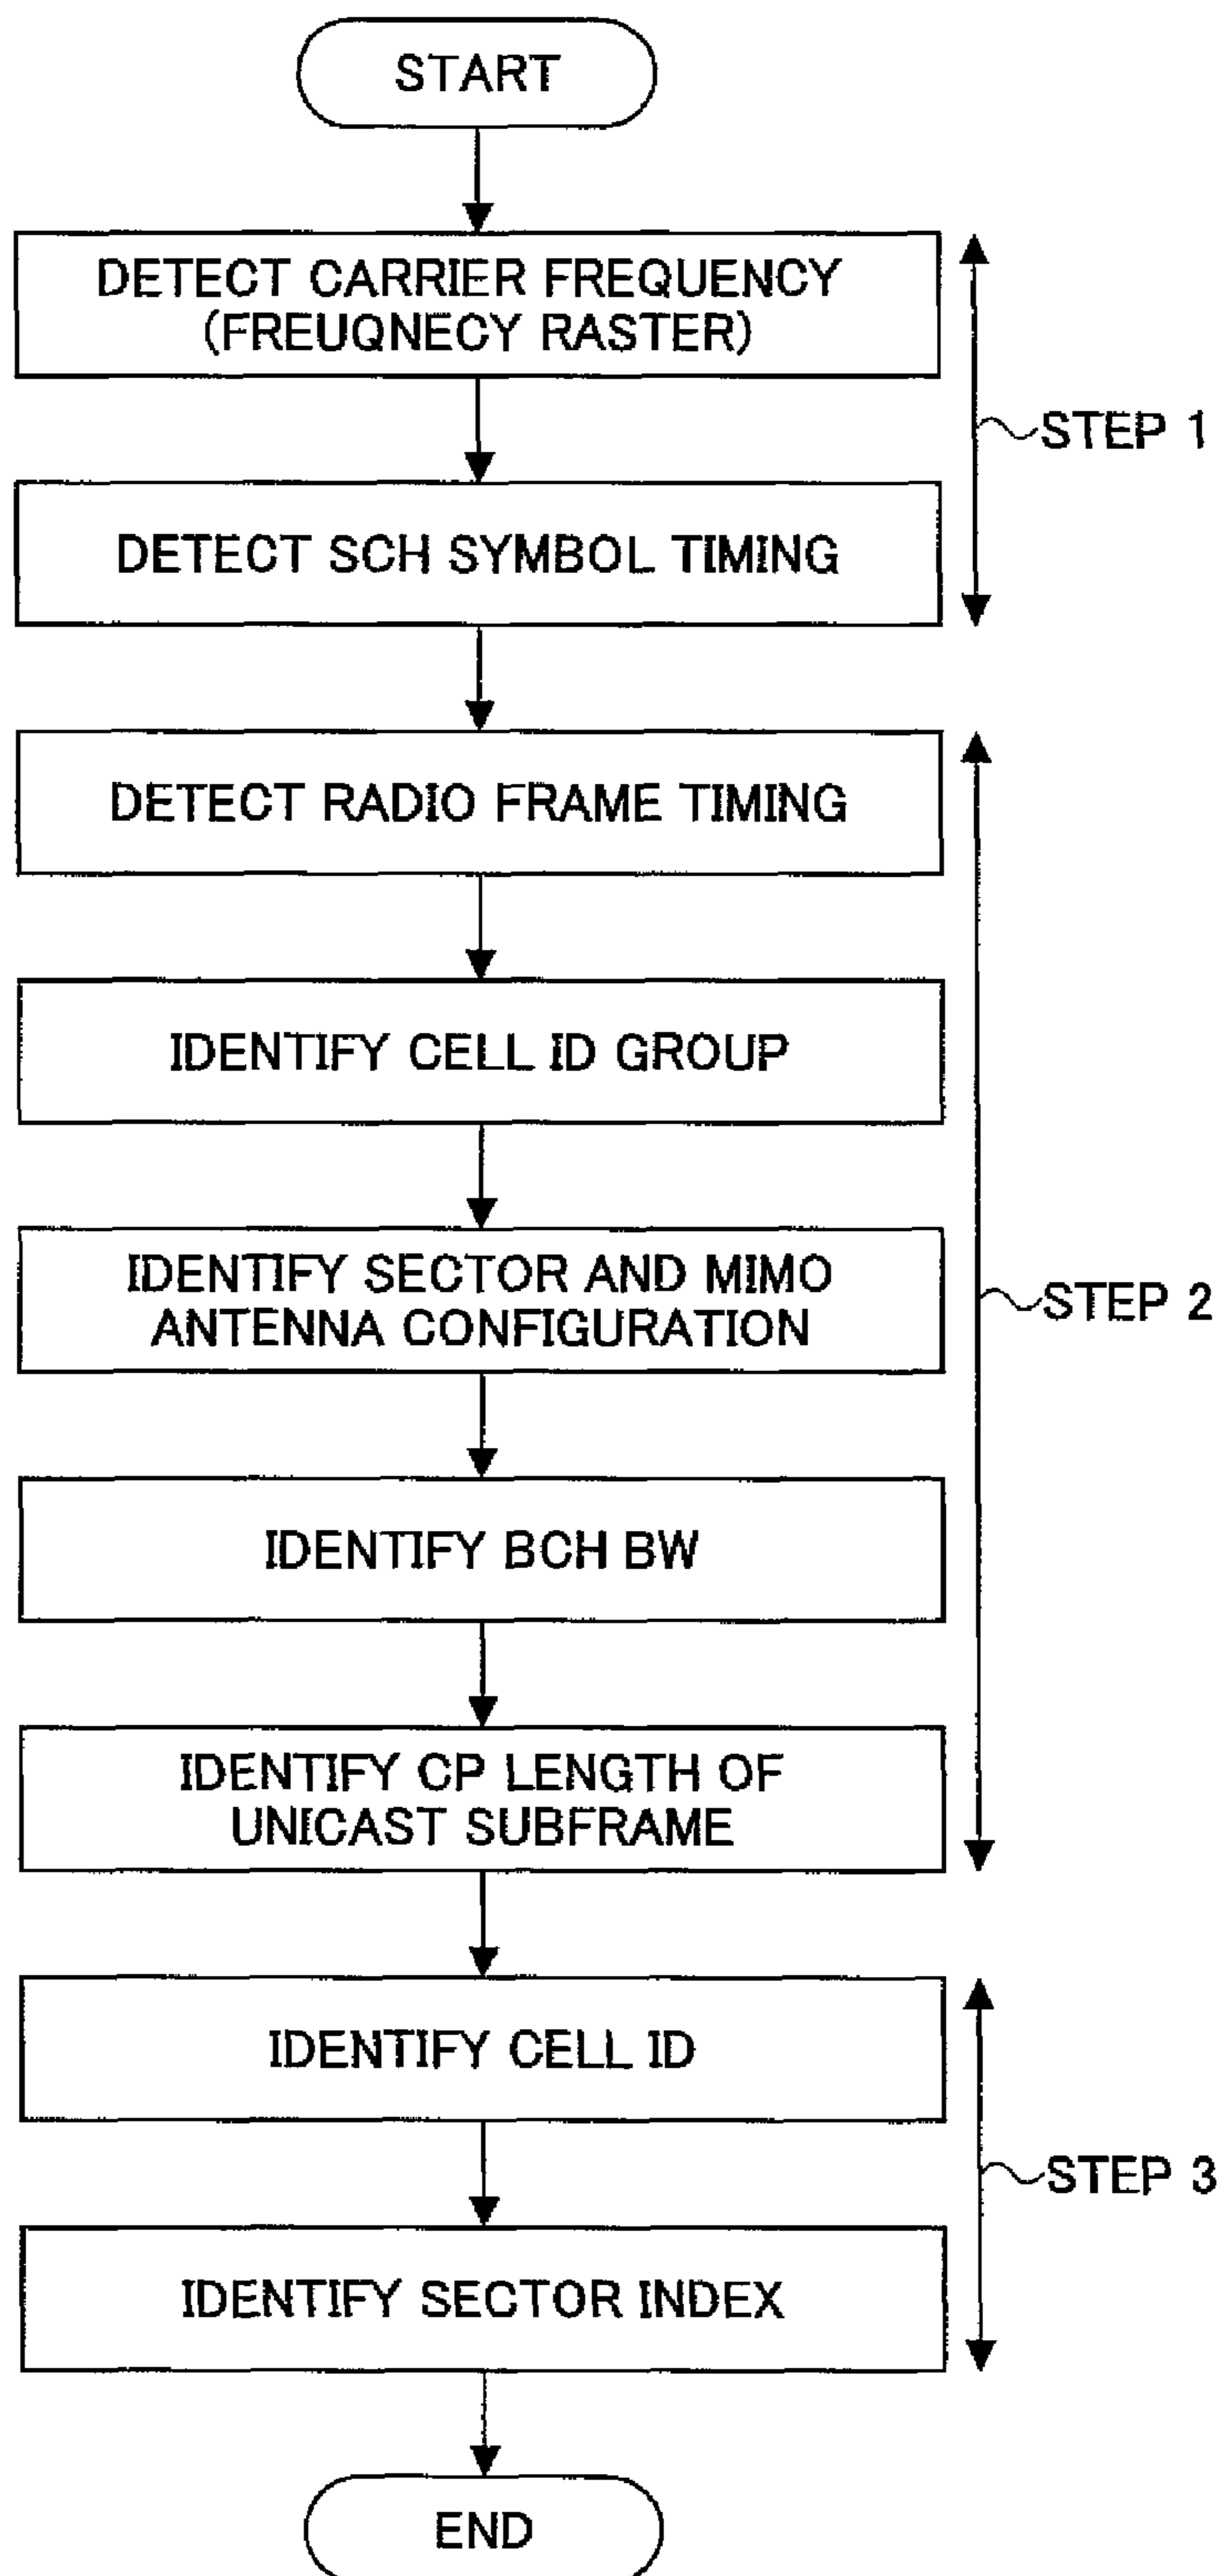 START
DETECT CARRIER FREQUENCY
(FREUQNECY RASTER)
STEP 1
DETECT SCH SYMBOL TIMING
DETECT RADIO FRAME TIMING
IDENTIFY CELL ID GROUP
IDENTIFY SECTOR AND MIMO
ANTENNA CONFIGURATION
STEP 2
IDENTIFY BCH BW
IDENTIFY CP LENGTH OF
UNICAST SUBFRAME
IDENTIFY CELL ID
STEP 3
IDENTIFY SECTOR INDEX
END